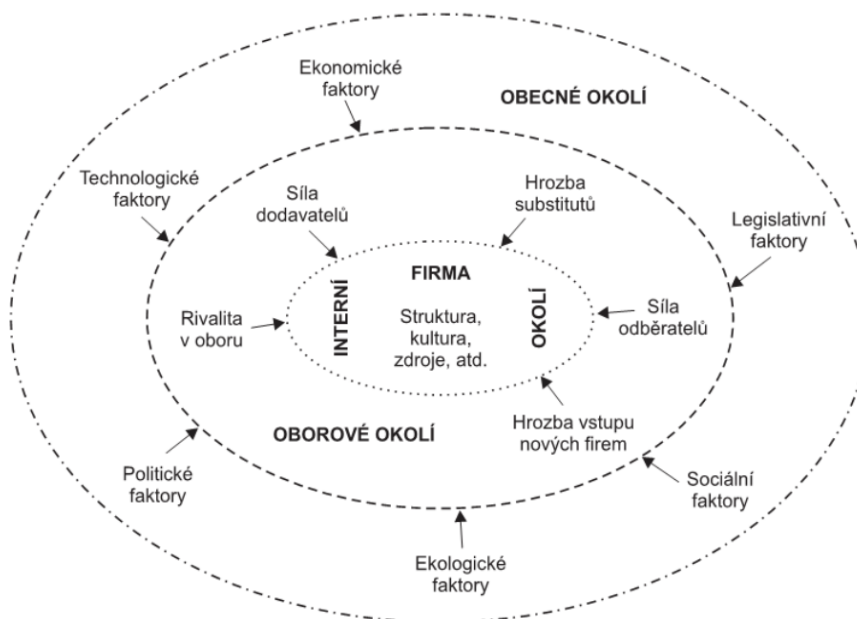 Ekonomické
faktory
OBECNÉ OKOLÍ
Technologické
faktory
Síla
dodavatelů
Hrozba
substitutů
Legislativní
faktory
FIRMA
INTERNÍ
OKOLÍ
Struktura,
kultura,
zdroje, atd.
Rivalita
v oboru
Síla
odběratelů
OBOROVÉ OKOLÍ
Hrozba vstupu
nových firem
Politické
faktory
Sociální
faktory
Ekologické
faktory